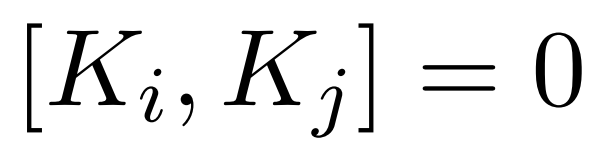 [K_i, K_j] = 0